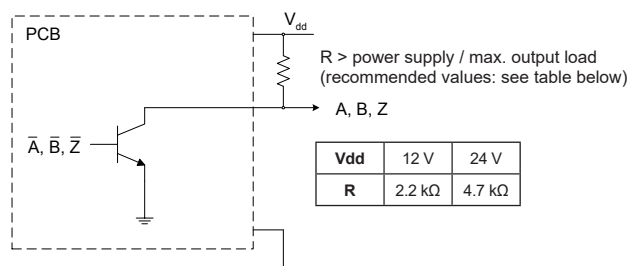 PCB
Vdd
R > power supply / max. output load
(recommended values: see table below)
A, B, Z
A̅, B̅, Z̅
Vdd 12 V 24 V
R 2.2 kΩ 4.7 kΩ